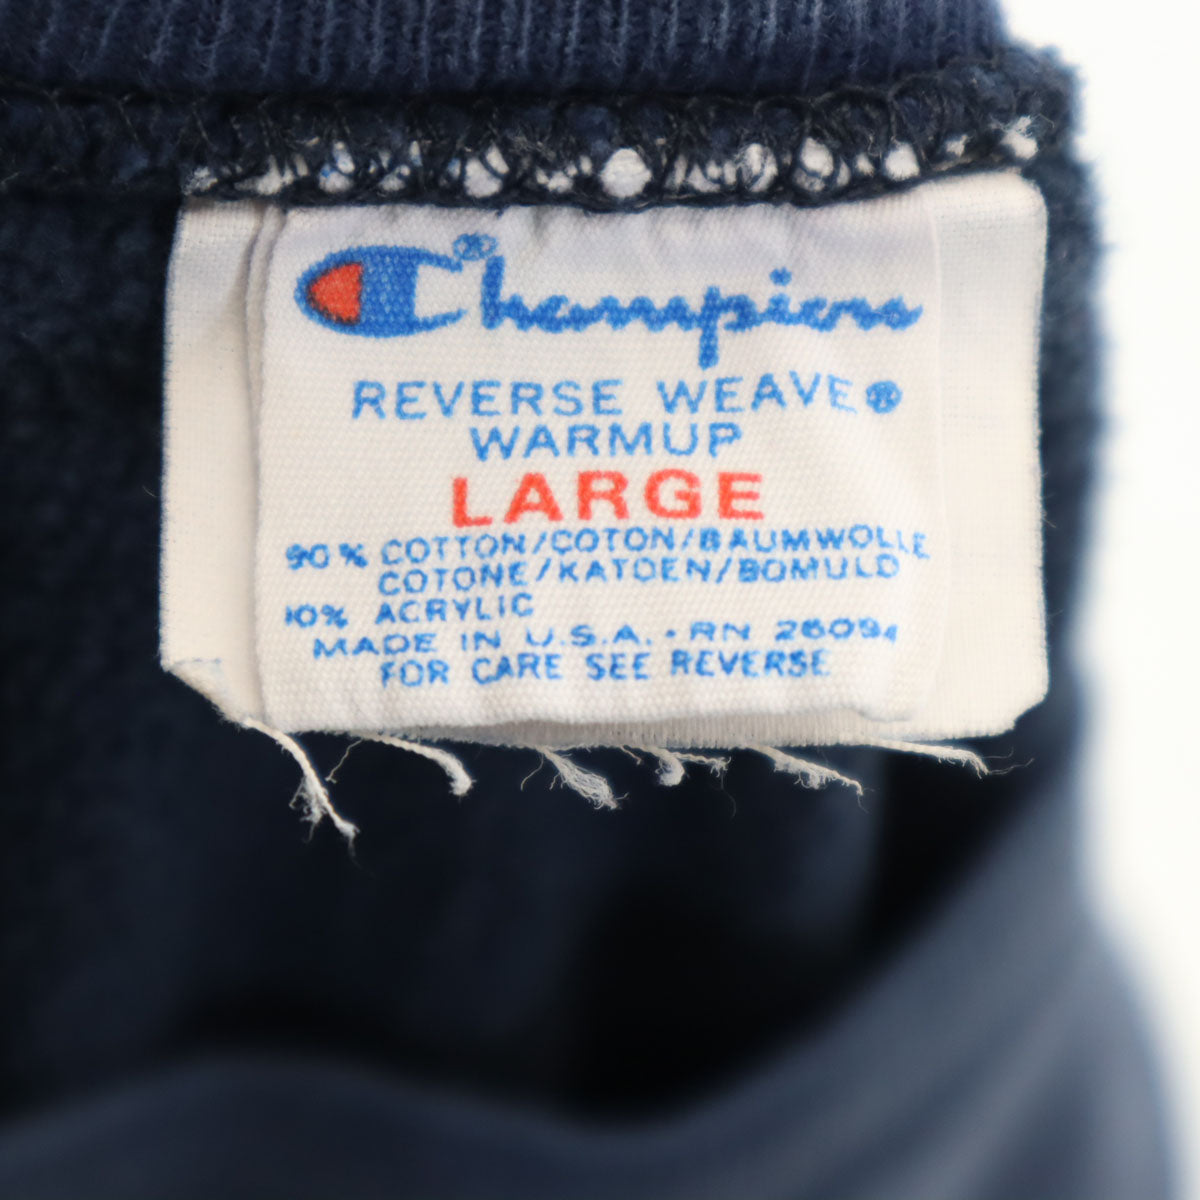 Champion®
REVERSE WEAVE®
WARMUP
LARGE
90% COTTON/COTON/BAUMWOLLE
COTONE/KATOEN/BOMULD
10% ACRYLIC
MADE IN U.S.A. · RN 26094
FOR CARE SEE REVERSE